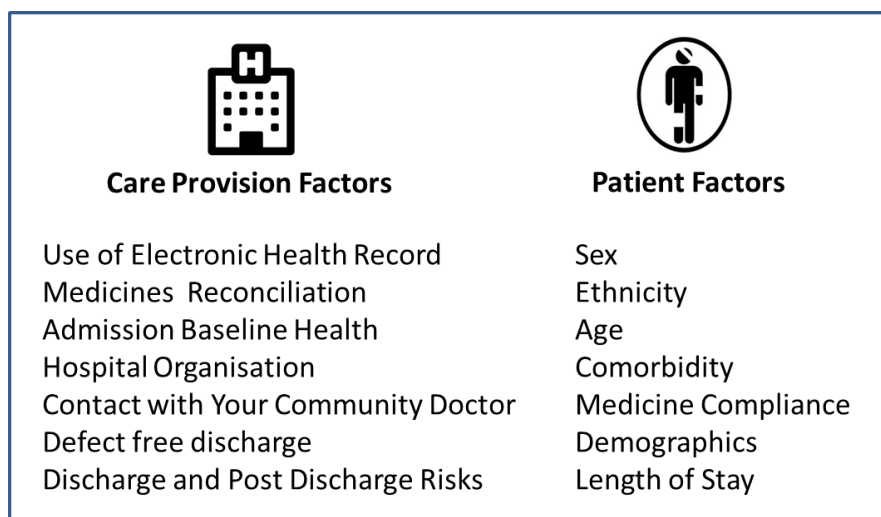 H
Care Provision Factors
Use of Electronic Health Record
Medicines Reconciliation
Admission Baseline Health
Hospital Organisation
Contact with Your Community Doctor
Defect free discharge
Discharge and Post Discharge Risks
Patient Factors
Sex
Ethnicity
Age
Comorbidity
Medicine Compliance
Demographics
Length of Stay